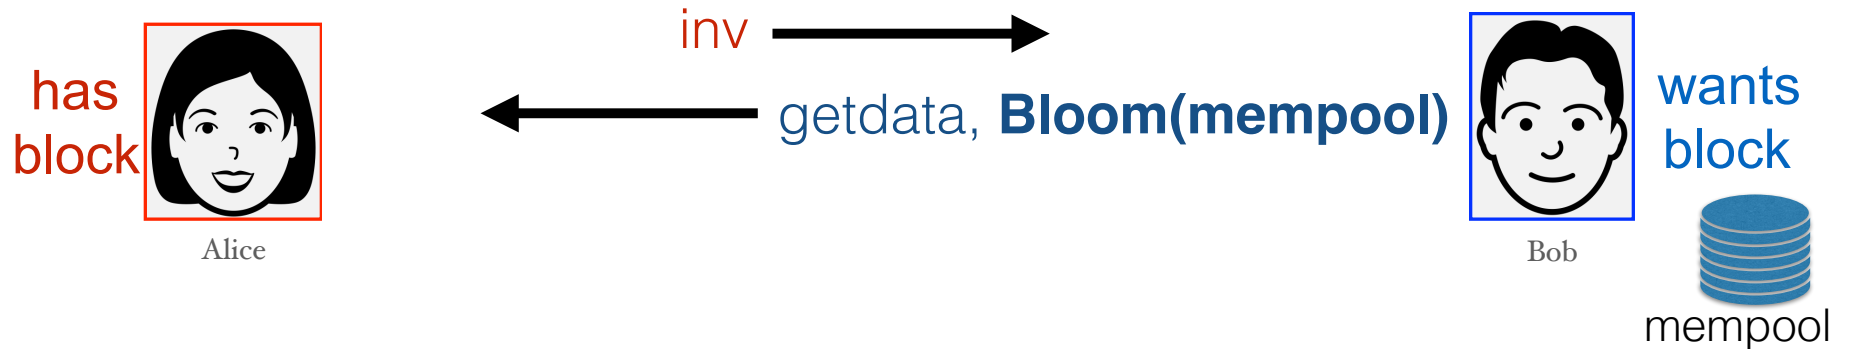 inv
has
block
getdata, Bloom(mempool)
wants
block
Alice
Bob
mempool